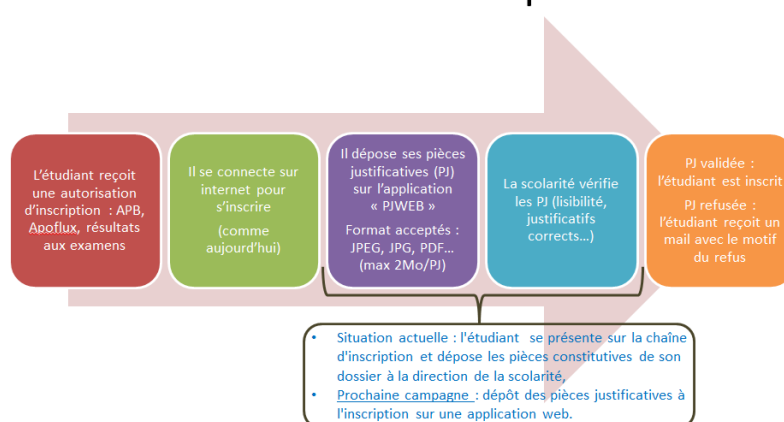 L'étudiant reçoit
une autorisation
d'inscription : APB,
Apoflux, résultats
aux examens
Il se connecte sur
internet pour
s'inscrire
(comme
aujourd'hui)
Il dépose ses pièces
justificatives (PJ)
sur l'application
« PJWEB »
Format acceptés :
JPEG, JPG, PDF...
(max 2Mo/PJ)
La scolarité vérifie
les PJ (lisibilité,
justificatifs
corrects...)
PJ validée :
l'étudiant est inscrit
PJ refusée :
l'étudiant reçoit un
mail avec le motif
du refus
• Situation actuelle : l'étudiant se présente sur la chaîne
d'inscription et dépose les pièces constitutives de son
dossier à la direction de la scolarité,
• Prochaine campagne : dépôt des pièces justificatives à
l'inscription sur une application web.